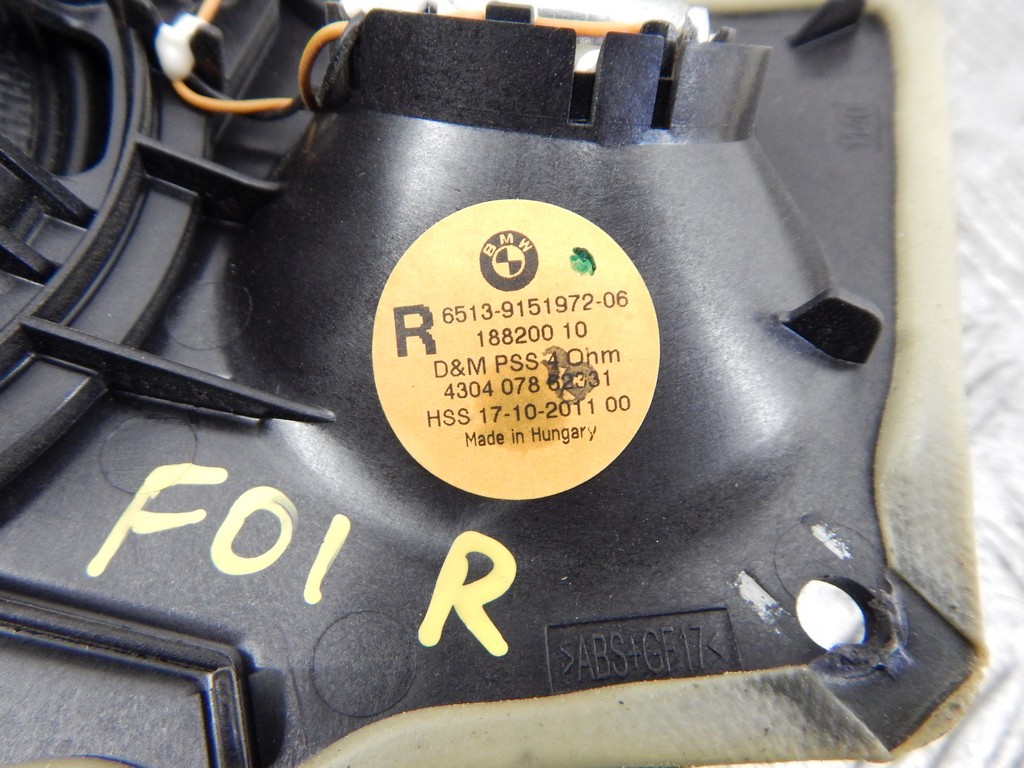 BMW
R 6513-9151972-06
188200 10
D&M PSS 4 Ohm
4304 078
HSS 17-10-2011 00
Made in Hungary
F01 R
>ABS+GF17<